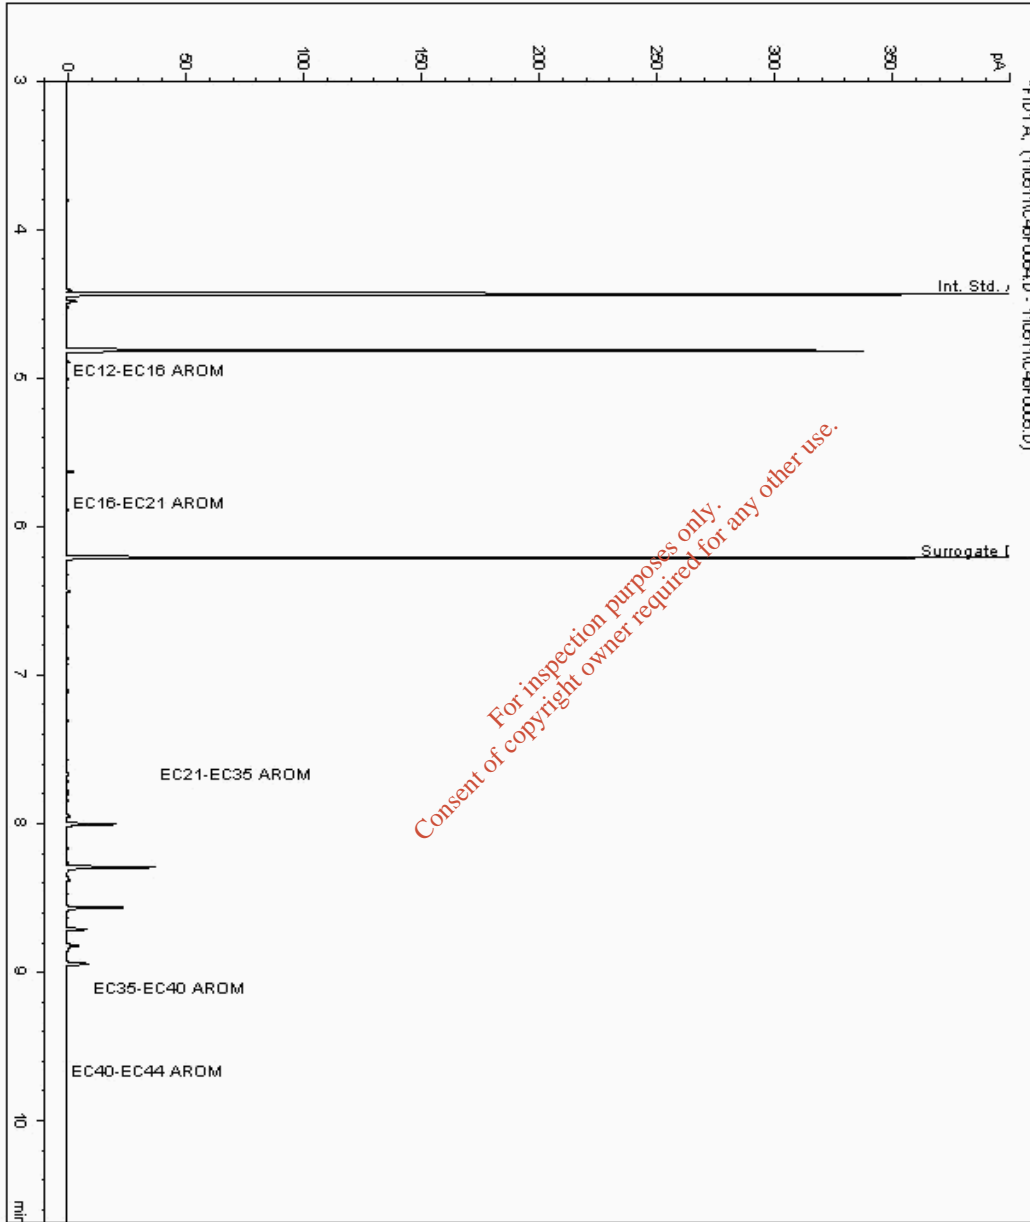 0
50
100
150
200
250
300
350
pA
3
4
5
6
7
8
9
10
min
Int. Std.
EC12-EC16 AROM
EC16-EC21 AROM
Surrogate
EC21-EC35 AROM
EC35-EC40 AROM
EC40-EC44 AROM
For inspection purposes only.
Consent of copyright owner required for any other use.